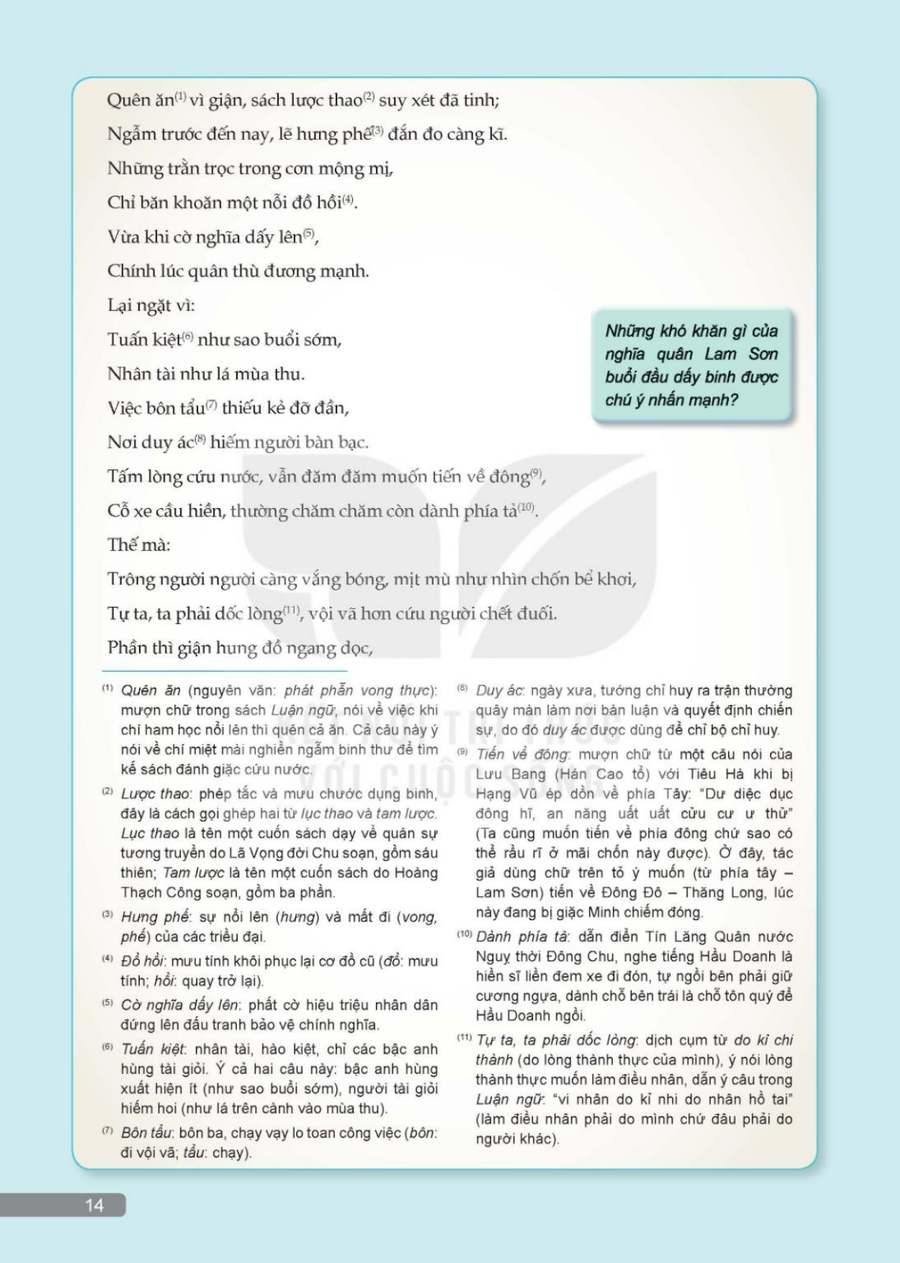 Quên ăn⁽¹⁾ vì giận, sách lược thao⁽²⁾ suy xét đã tinh;
Ngẫm trước đến nay, lẽ hưng phế⁽³⁾ đắn đo càng kĩ.
Những trằn trọc trong cơn mộng mị,
Chỉ băn khoăn một nỗi đồ hồi⁽⁴⁾.
Vừa khi cờ nghĩa dấy lên⁽⁵⁾,
Chính lúc quân thù đương mạnh.
Lại ngặt vì:
Tuấn kiệt⁽⁶⁾ như sao buổi sớm,
Nhân tài như lá mùa thu.
Việc bôn tẩu⁽⁷⁾ thiếu kẻ đỡ đần,
Nơi duy ác⁽⁸⁾ hiếm người bàn bạc.
Tấm lòng cứu nước, vẫn đăm đăm muốn tiến về đông⁽⁹⁾,
Cỗ xe cầu hiền, thường chăm chăm còn dành phía tả⁽¹⁰⁾.
Thế mà:
Trông người người càng vắng bóng, mịt mù như nhìn chốn bể khơi,
Tự ta, ta phải dốc lòng⁽¹¹⁾, vội vã hơn cứu người chết đuối.
Phần thì giận hung đồ ngang dọc,
Những khó khăn gì của
nghĩa quân Lam Sơn
buổi đầu dấy binh được
chú ý nhấn mạnh?
⁽¹⁾ Quên ăn (nguyên văn: phát phẫn vong thực):
mượn chữ trong sách Luận ngữ, nói về việc khi
chí ham học nổi lên thì quên cả ăn. Cả câu này ý
nói về chí miệt mài nghiền ngẫm binh thư để tìm
kế sách đánh giặc cứu nước.
⁽²⁾ Lược thao: phép tắc và mưu chước dụng binh,
đây là cách gọi ghép hai từ lục thao và tam lược.
Lục thao là tên một cuốn sách dạy về quân sự
tương truyền do Lã Vọng đời Chu soạn, gồm sáu
thiên; Tam lược là tên một cuốn sách do Hoàng
Thạch Công soạn, gồm ba phần.
⁽³⁾ Hưng phế: sự nổi lên (hưng) và mất đi (vong,
phế) của các triều đại.
⁽⁴⁾ Đồ hồi: mưu tính khôi phục lại cơ đồ cũ (đồ: mưu
tính; hồi: quay trở lại).
⁽⁵⁾ Cờ nghĩa dấy lên: phất cờ hiệu triệu nhân dân
đứng lên đấu tranh bảo vệ chính nghĩa.
⁽⁶⁾ Tuấn kiệt: nhân tài, hào kiệt, chỉ các bậc anh
hùng tài giỏi. Ý cả hai câu này: bậc anh hùng
xuất hiện ít (như sao buổi sớm), người tài giỏi
hiếm hoi (như lá trên cành vào mùa thu).
⁽⁷⁾ Bôn tẩu: bôn ba, chạy vạy lo toan công việc (bôn:
đi vội vã; tẩu: chạy).
⁽⁸⁾ Duy ác: ngày xưa, tướng chỉ huy ra trận thường
quây màn làm nơi bàn luận và quyết định chiến
sự, do đó duy ác được dùng để chỉ bộ chỉ huy.
⁽⁹⁾ Tiến về đông: mượn chữ từ một câu nói của
Lưu Bang (Hán Cao tổ) với Tiêu Hà khi bị
Hạng Vũ ép dồn về phía Tây: “Dư diệc dục
đông hĩ, an năng uất uất cửu cư ư thử”
(Ta cũng muốn tiến về phía đông chứ sao có
thể rầu rĩ ở mãi chốn này được). Ở đây, tác
giả dùng chữ trên tỏ ý muốn (từ phía tây –
Lam Sơn) tiến về Đông Đô – Thăng Long, lúc
này đang bị giặc Minh chiếm đóng.
⁽¹⁰⁾ Dành phía tả: dẫn điển Tín Lăng Quân nước
Nguỵ thời Đông Chu, nghe tiếng Hầu Doanh là
hiền sĩ liền đem xe đi đón, tự ngồi bên phải giữ
cương ngựa, dành chỗ bên trái là chỗ tôn quý để
Hầu Doanh ngồi.
⁽¹¹⁾ Tự ta, ta phải dốc lòng: dịch cụm từ do kỉ chi
thành (do lòng thành thực của mình), ý nói lòng
thành thực muốn làm điều nhân, dẫn ý câu trong
Luận ngữ: “vi nhân do kỉ nhi do nhân hồ tai”
(làm điều nhân phải do mình chứ đâu phải do
người khác).
KẾT NỐI TRI THỨC
VỚI CUỘC SỐNG
14